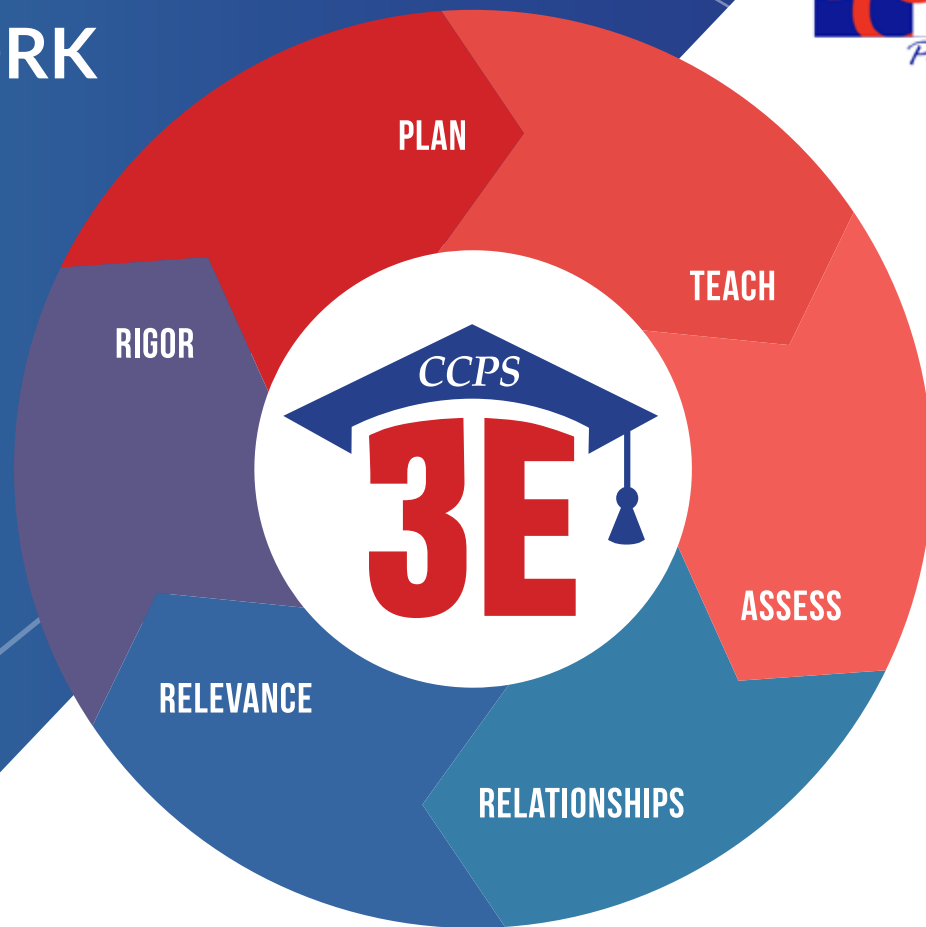 RK
PLAN
TEACH
RIGOR
CCPS
3E
ASSESS
RELEVANCE
RELATIONSHIPS